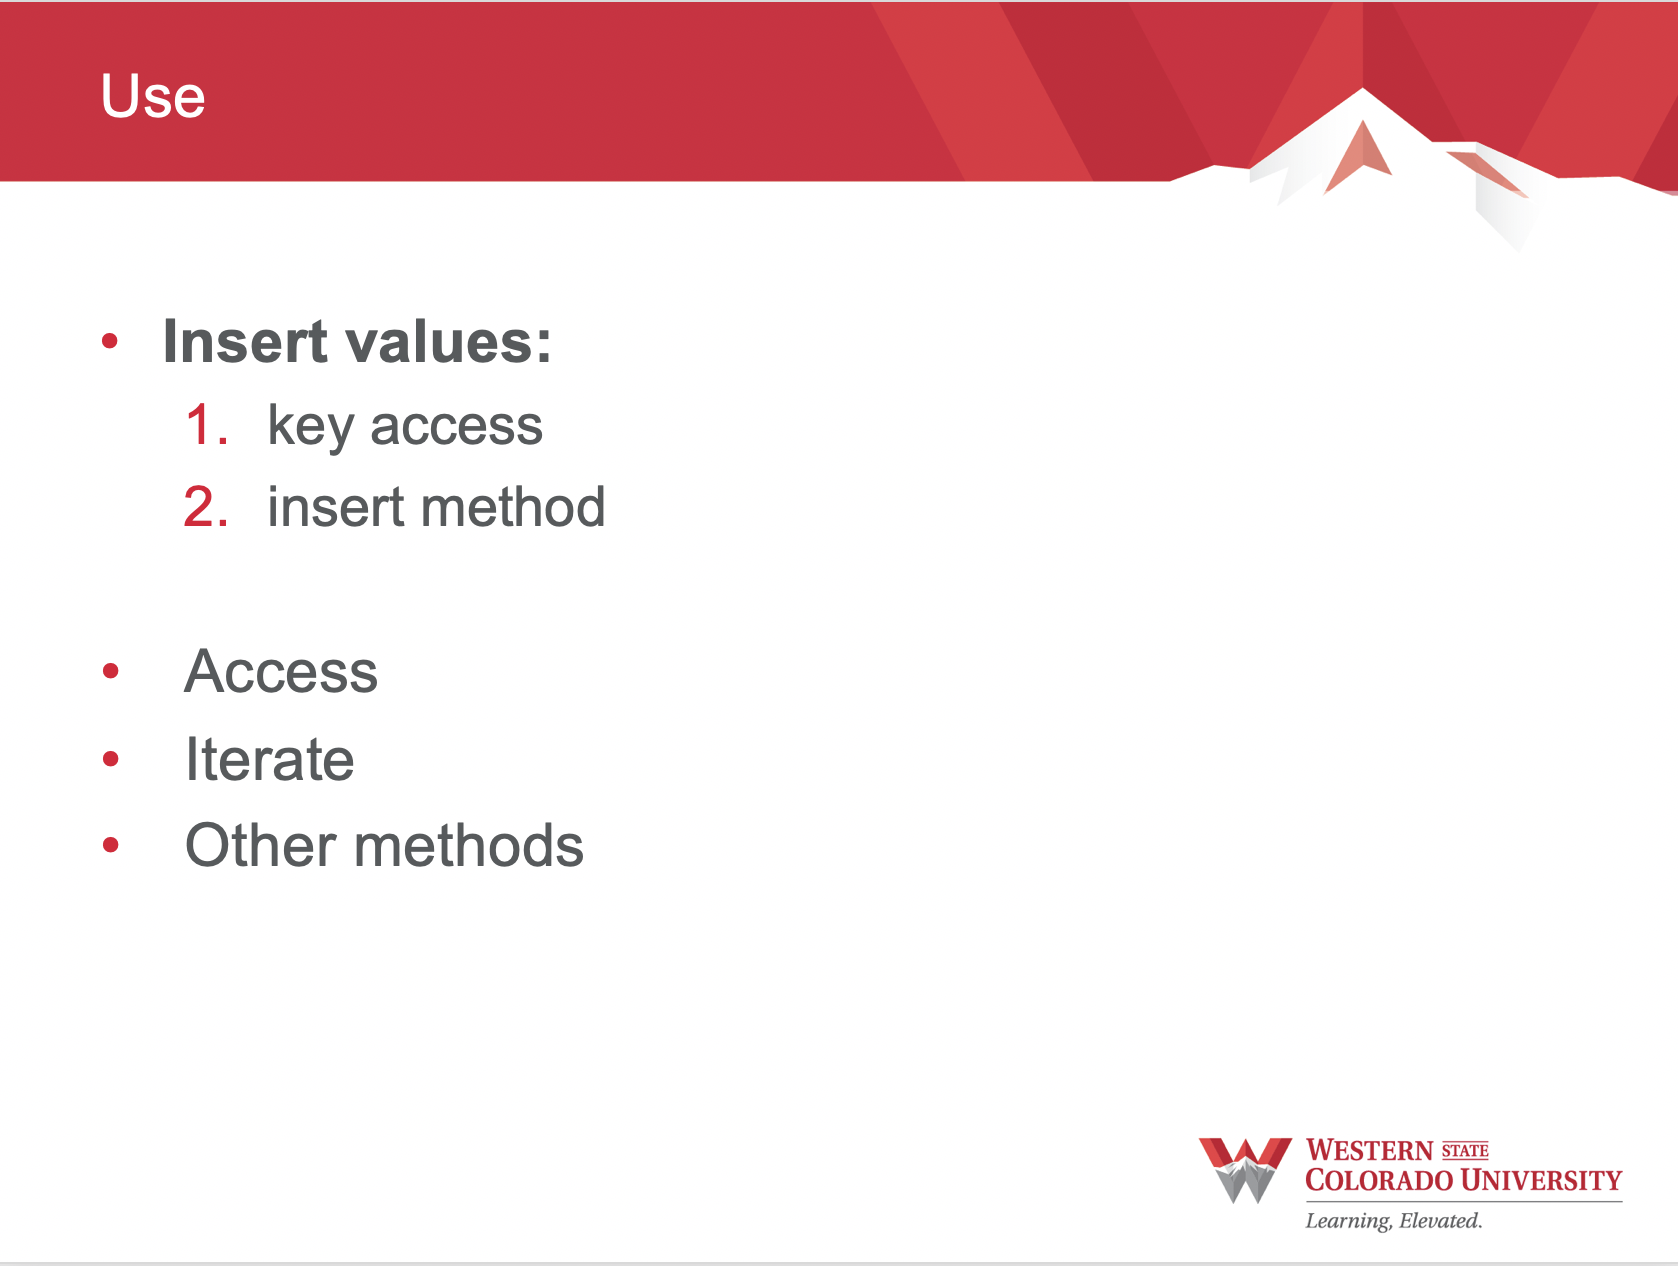 Use
• Insert values:
1. key access
2. insert method
• Access
• Iterate
• Other methods
WESTERN STATE
COLORADO UNIVERSITY
Learning, Elevated.